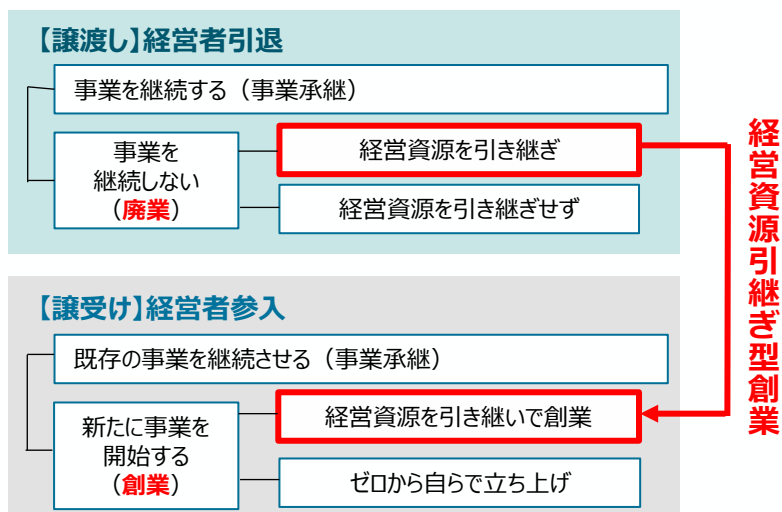 【譲渡し】経営者引退
事業を継続する（事業承継）
事業を
継続しない
（廃業）
経営資源を引き継ぎ
経営資源を引き継ぎせず
経営資源引継ぎ型創業
【譲受け】経営者参入
既存の事業を継続させる（事業承継）
新たに事業を
開始する
（創業）
経営資源を引き継いで創業
ゼロから自らで立ち上げ